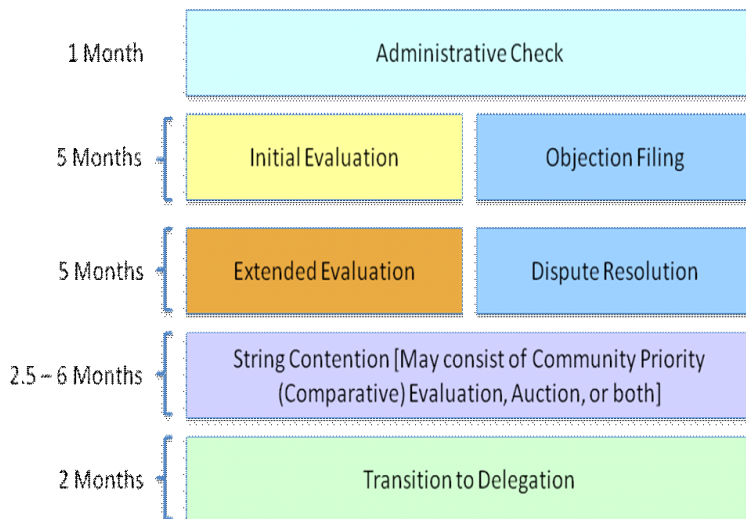 1 Month
Administrative Check
5 Months
Initial Evaluation
Objection Filing
5 Months
Extended Evaluation
Dispute Resolution
2.5 – 6 Months
String Contention [May consist of Community Priority
(Comparative) Evaluation, Auction, or both]
2 Months
Transition to Delegation